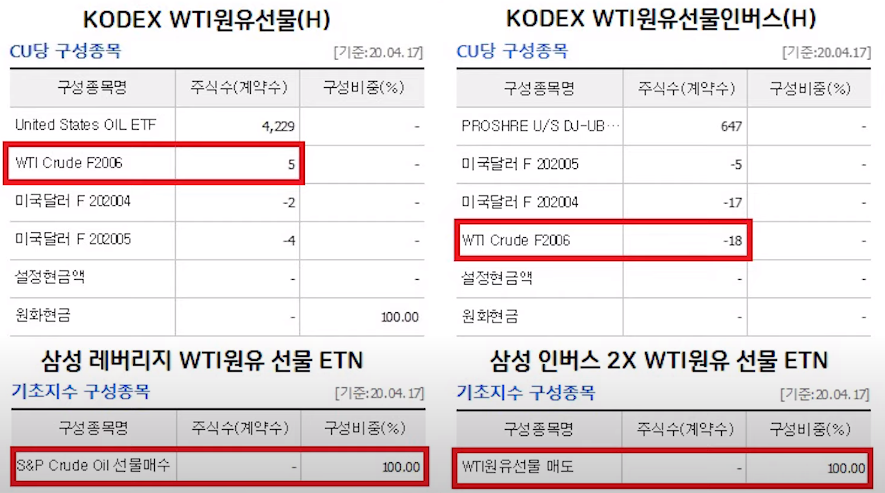 KODEX WTI원유선물(H)
CU당 구성종목 [기준:20.04.17]
구성종목명 주식수(계약수) 구성비중(%)
United States OIL ETF 4,229 -
WTI Crude F2006 5 -
미국달러 F 202004 -2 -
미국달러 F 202005 -4 -
설정현금액 - -
원화현금 - 100.00
KODEX WTI원유선물인버스(H)
CU당 구성종목 [기준:20.04.17]
구성종목명 주식수(계약수) 구성비중(%)
PROSHRE U/S DJ-UB··· 647 -
미국달러 F 202005 -5 -
미국달러 F 202004 -17 -
WTI Crude F2006 -18 -
설정현금액 - -
원화현금 - -
삼성 레버리지 WTI원유 선물 ETN
기초지수 구성종목 [기준:20.04.17]
구성종목명 주식수(계약수) 구성비중(%)
S&P Crude Oil 선물매수 - 100.00
삼성 인버스 2X WTI원유 선물 ETN
기초지수 구성종목 [기준:20.04.17]
구성종목명 주식수(계약수) 구성비중(%)
WTI원유선물 매도 - 100.00